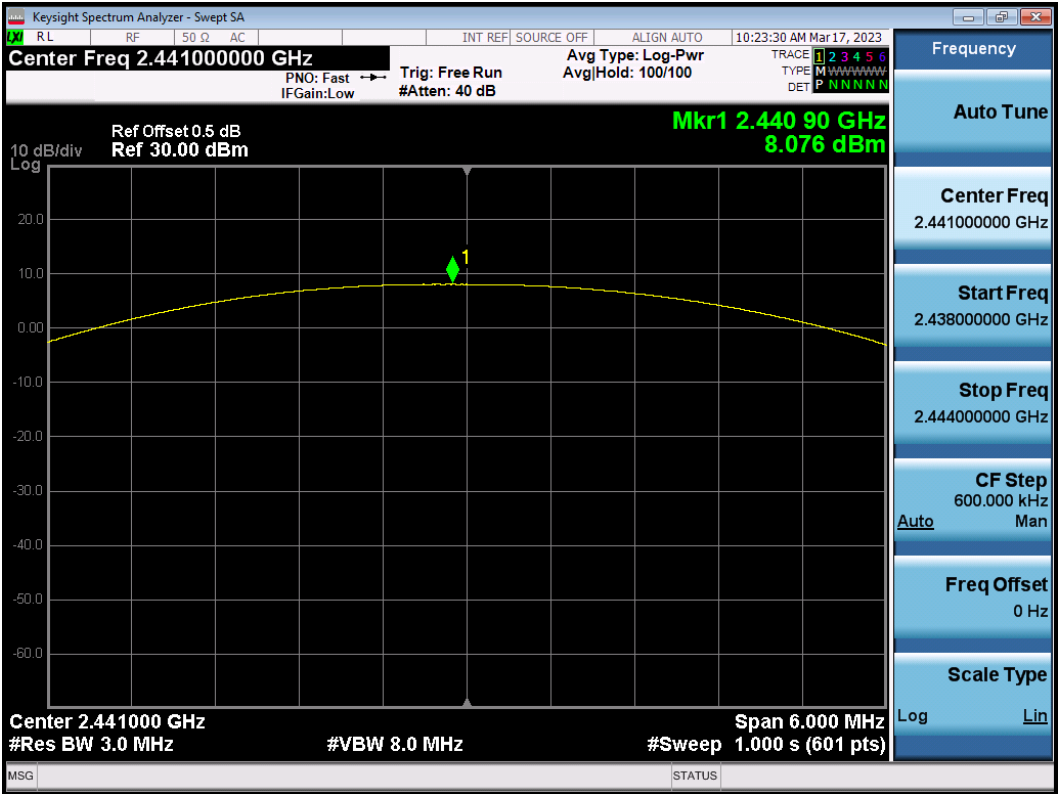 Keysight Spectrum Analyzer - Swept SA
LXI RL RF 50 Ω AC INT REF SOURCE OFF ALIGN AUTO 10:23:30 AM Mar 17, 2023
Center Freq 2.441000000 GHz
PNO: Fast
IFGain:Low
Trig: Free Run
#Atten: 40 dB
Avg Type: Log-Pwr
Avg|Hold: 100/100
TRACE 1 2 3 4 5 6
TYPE M WWWWW
DET P N N N N N
Mkr1 2.440 90 GHz
8.076 dBm
Ref Offset 0.5 dB
10 dB/div Ref 30.00 dBm
Log
20.0
10.0
0.00
-10.0
-20.0
-30.0
-40.0
-50.0
-60.0
1
Center 2.441000 GHz Span 6.000 MHz
#Res BW 3.0 MHz #VBW 8.0 MHz #Sweep 1.000 s (601 pts)
MSG STATUS
Frequency
Auto Tune
Center Freq
2.441000000 GHz
Start Freq
2.438000000 GHz
Stop Freq
2.444000000 GHz
CF Step
600.000 kHz
Auto Man
Freq Offset
0 Hz
Scale Type
Log Lin